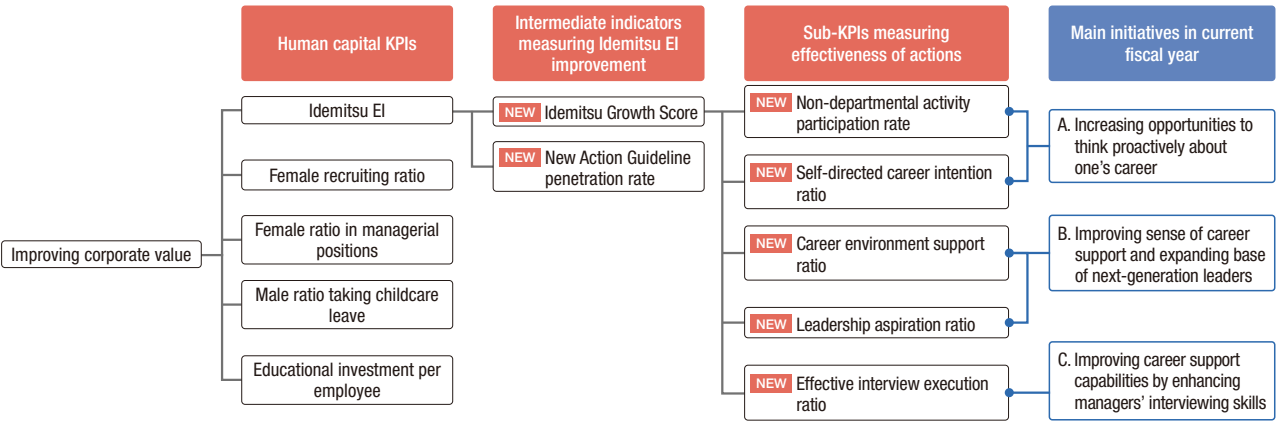 Human capital KPIs
Intermediate indicators
measuring Idemitsu EI
improvement
Sub-KPIs measuring
effectiveness of actions
Main initiatives in current
fiscal year
Improving corporate value
Idemitsu EI
Female recruiting ratio
Female ratio in managerial
positions
Male ratio taking childcare
leave
Educational investment per
employee
NEW Idemitsu Growth Score
NEW New Action Guideline
penetration rate
NEW Non-departmental activity
participation rate
NEW Self-directed career intention
ratio
NEW Career environment support
ratio
NEW Leadership aspiration ratio
NEW Effective interview execution
ratio
A. Increasing opportunities to
think proactively about
one's career
B. Improving sense of career
support and expanding base
of next-generation leaders
C. Improving career support
capabilities by enhancing
managers' interviewing skills